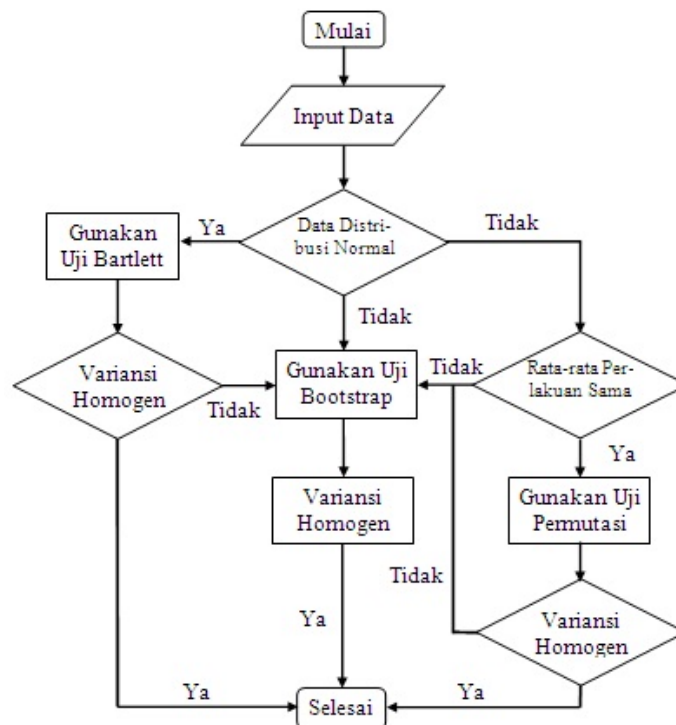 Mulai
Input Data
Ya
Data Distri-
busi Normal
Tidak
Gunakan
Uji Bartlett
Tidak
Variansi
Homogen
Tidak
Gunakan Uji
Bootstrap
Tidak
Rata-rata Per-
lakuan Sama
Ya
Variansi
Homogen
Gunakan Uji
Permutasi
Tidak
Ya
Variansi
Homogen
Ya
Selesai
Ya